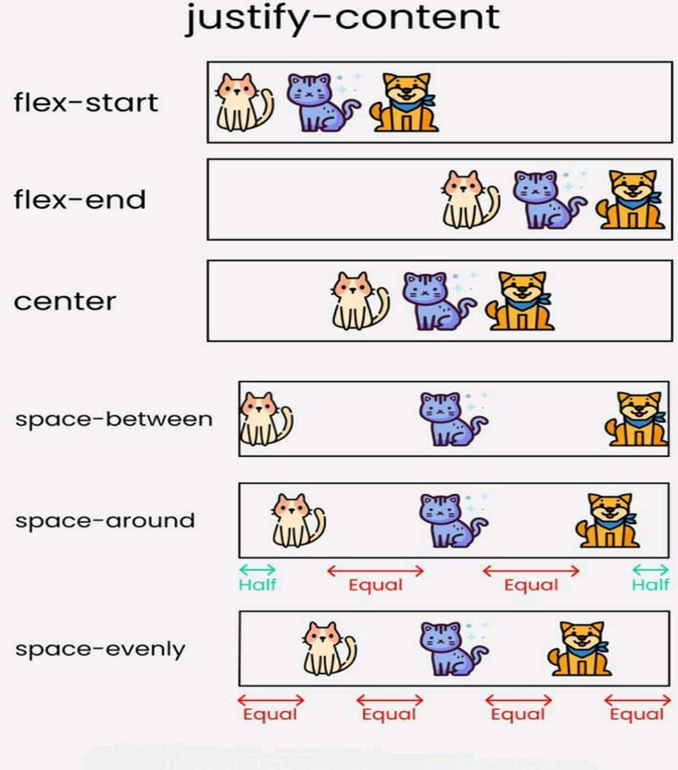 justify-content
flex-start
flex-end
center
space-between
space-around
Half Equal Equal Half
space-evenly
Equal Equal Equal Equal